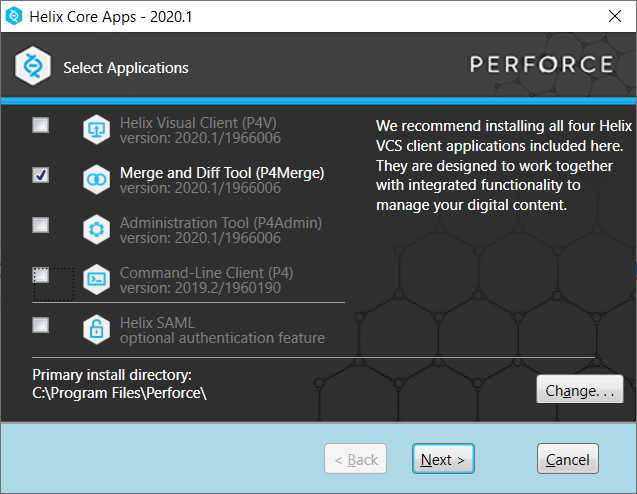 Helix Core Apps - 2020.1
Select Applications
PERFORCE
Helix Visual Client (P4V)
version: 2020.1/1966006
Merge and Diff Tool (P4Merge)
version: 2020.1/1966006
Administration Tool (P4Admin)
version: 2020.1/1966006
Command-Line Client (P4)
version: 2019.2/1960190
Helix SAML
optional authentication feature
We recommend installing all four Helix
VCS client applications included here.
They are designed to work together
with integrated functionality to
manage your digital content.
Primary install directory:
C:\Program Files\Perforce\
Change. . .
< Back
Next >
Cancel